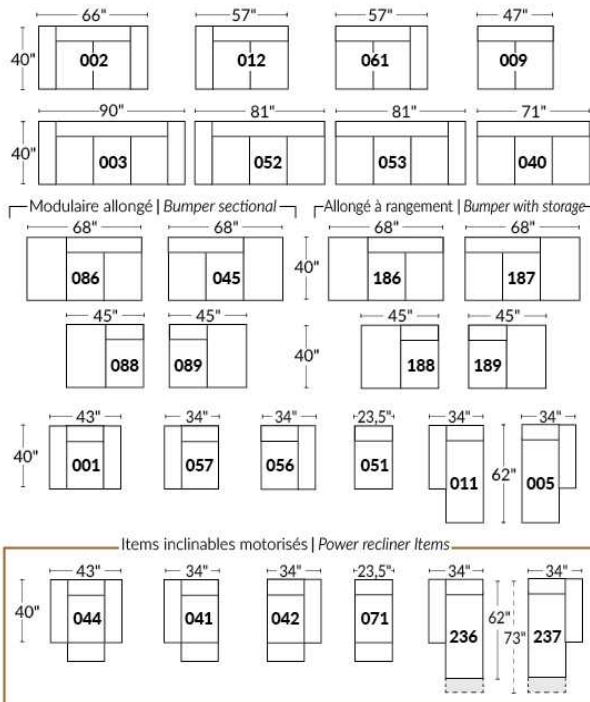 66" 57" 57" 47"
40" 002 012 061 009
90" 81" 81" 71"
40" 003 052 053 040
Modulaire allongé | Bumper sectional Allongé à rangement | Bumper with storage
68" 68" 68" 68"
086 045 40" 186 187
45" 45" 45" 45"
088 089 40" 188 189
43" 34" 34" 23,5" 34" 34"
40" 001 057 056 051 011 62" 005
Items inclinables motorisés | Power recliner Items
43" 34" 34" 23,5" 34" 34"
40" 044 041 042 071 236 62" 73" 237